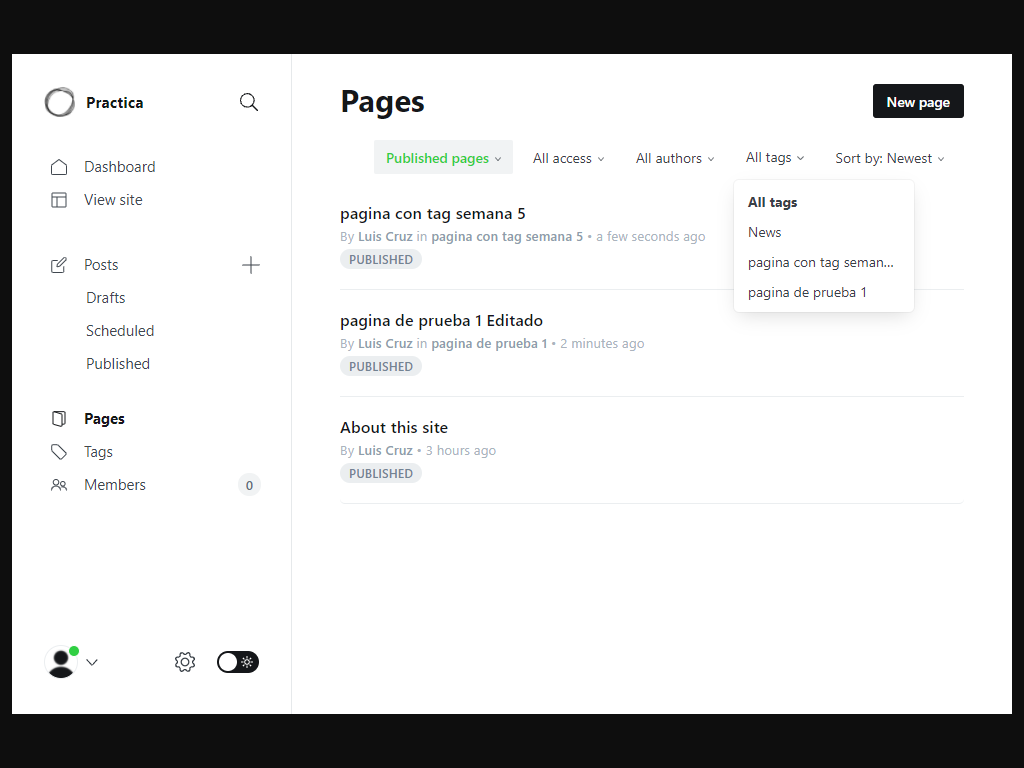 Practica
Dashboard
View site
Posts
Drafts
Scheduled
Published
Pages
Tags
Members
0
Pages
New page
Published pages
All access
All authors
All tags
Sort by: Newest
All tags
News
pagina con tag seman...
pagina de prueba 1
pagina con tag semana 5
By Luis Cruz in pagina con tag semana 5 • a few seconds ago
PUBLISHED
pagina de prueba 1 Editado
By Luis Cruz in pagina de prueba 1 • 2 minutes ago
PUBLISHED
About this site
By Luis Cruz • 3 hours ago
PUBLISHED